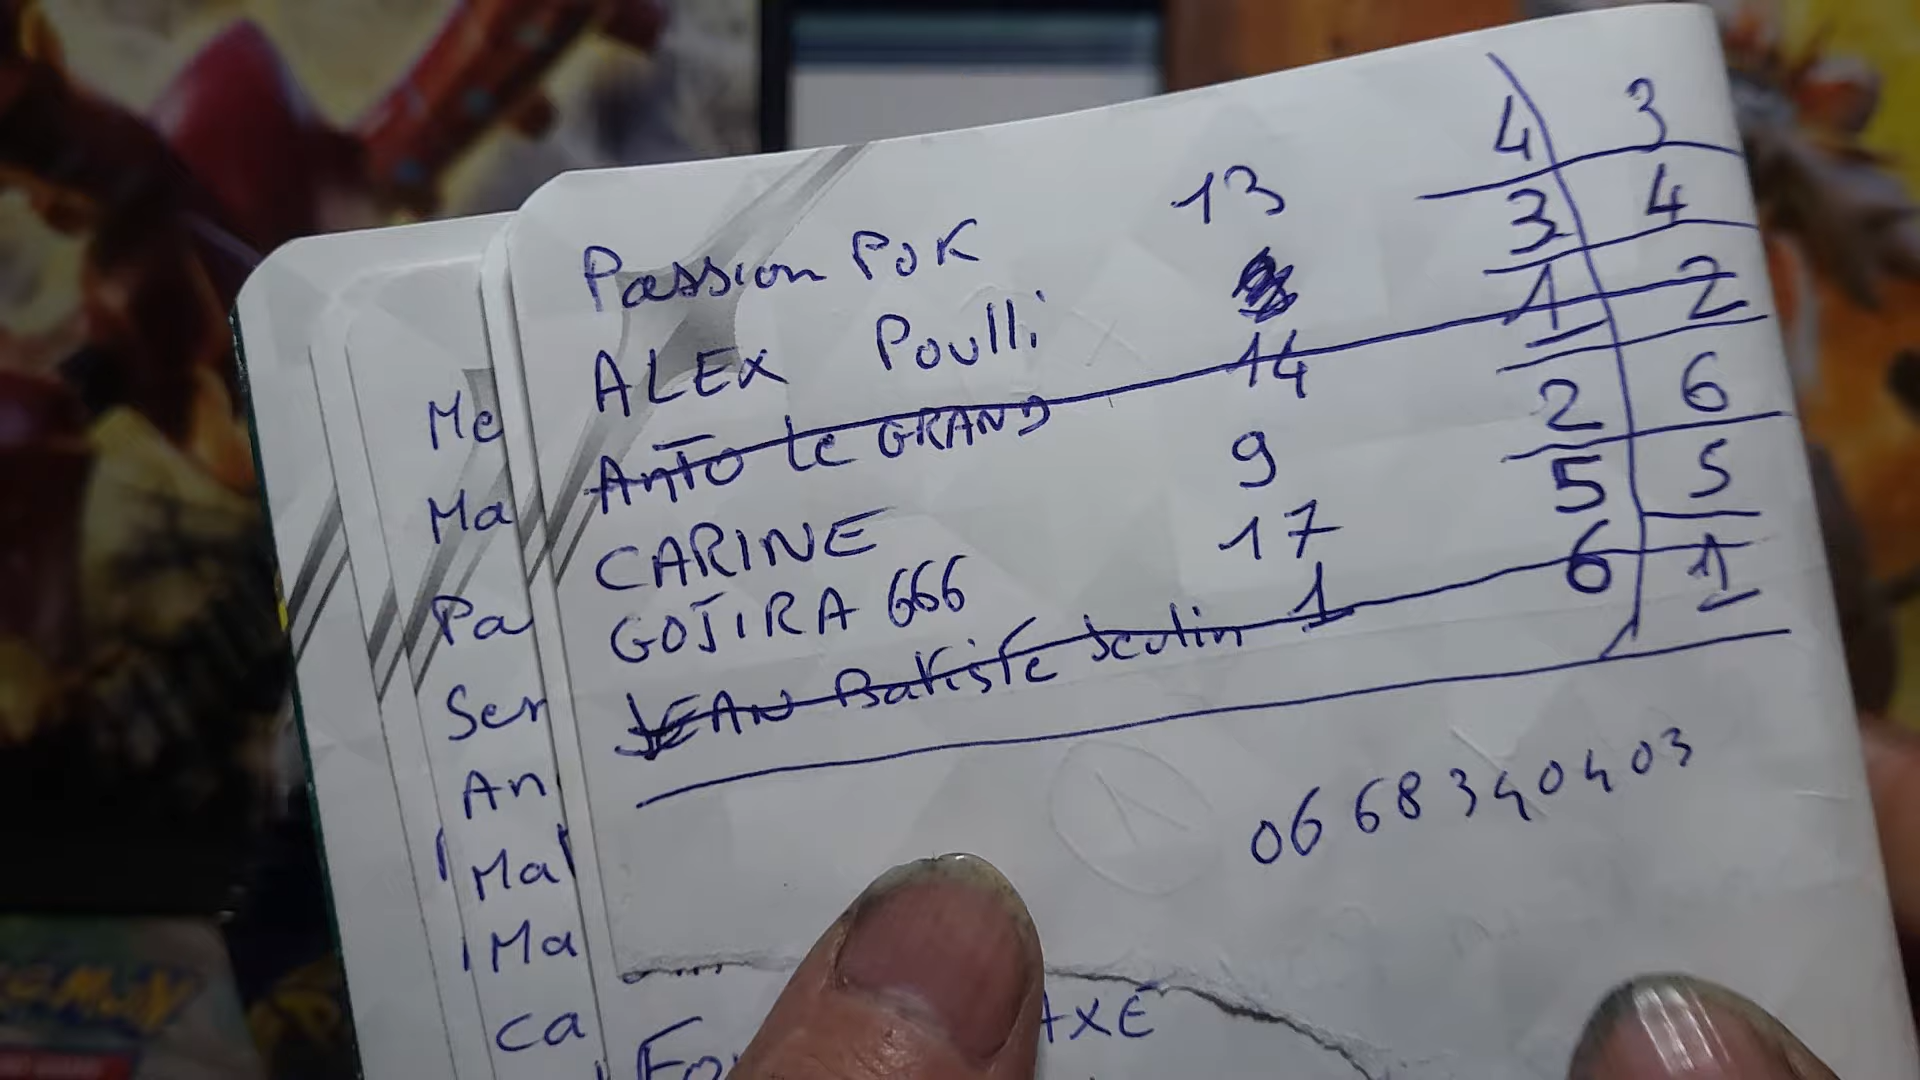 Passion POK 13 4 3
ALEX Poulli 3 4
Anto le GRAND 14 1 2
CARINE 9 2 6
GOJIRA 666 17 5 5
JEAN Batiste Jeulin 1 6 1
0668340403
Me
Ma
Pa
Ser
An
Ma
Ma
Ca
For
AXE